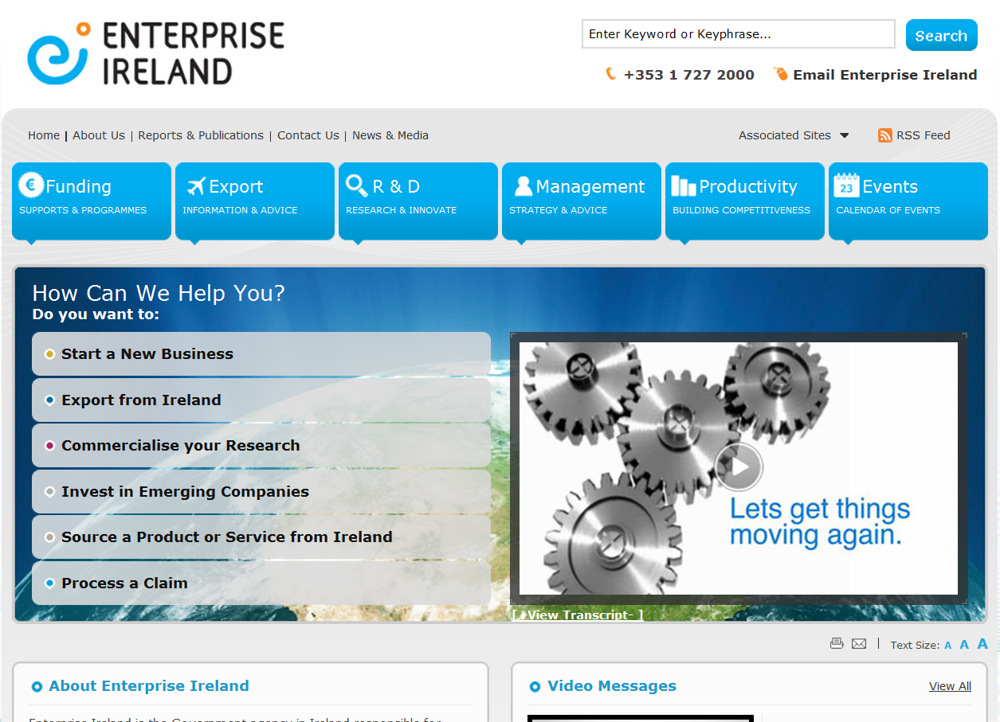 ENTERPRISE
IRELAND
Enter Keyword or Keyphrase...
Search
+353 1 727 2000
Email Enterprise Ireland
Home | About Us | Reports & Publications | Contact Us | News & Media
Associated Sites
RSS Feed
€ Funding
SUPPORTS & PROGRAMMES
Export
INFORMATION & ADVICE
R & D
RESEARCH & INNOVATE
Management
STRATEGY & ADVICE
Productivity
BUILDING COMPETITIVENESS
23 Events
CALENDAR OF EVENTS
How Can We Help You?
Do you want to:
Start a New Business
Export from Ireland
Commercialise your Research
Invest in Emerging Companies
Source a Product or Service from Ireland
Process a Claim
Lets get things
moving again.
[ +View Transcript- ]
| Text Size: A A A
About Enterprise Ireland
Enterprise Ireland is the Government agency in Ireland responsible for
Video Messages
View All